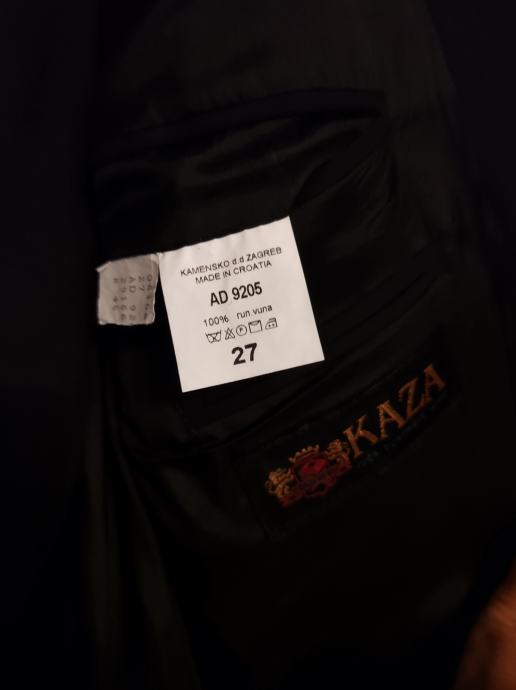 KAMENSKO d.d ZAGREB
MADE IN CROATIA
AD 9205
100% run.vuna
27
KAZA